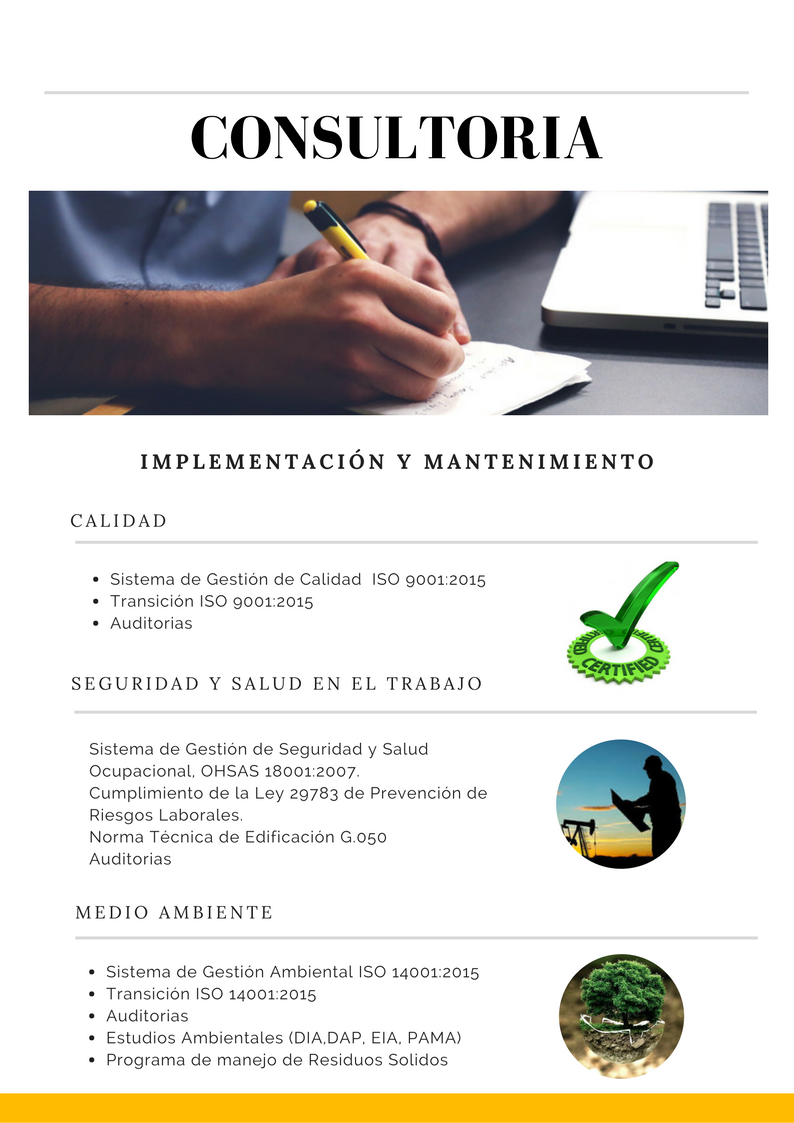 CONSULTORIA
IMPLEMENTACIÓN Y MANTENIMIENTO
CALIDAD
• Sistema de Gestión de Calidad  ISO 9001:2015
• Transición ISO 9001:2015
• Auditorias
CERTIFIED
SEGURIDAD Y SALUD EN EL TRABAJO
Sistema de Gestión de Seguridad y Salud
Ocupacional, OHSAS 18001:2007.
Cumplimiento de la Ley 29783 de Prevención de
Riesgos Laborales.
Norma Técnica de Edificación G.050
Auditorias
MEDIO AMBIENTE
• Sistema de Gestión Ambiental ISO 14001:2015
• Transición ISO 14001:2015
• Auditorias
• Estudios Ambientales (DIA,DAP, EIA, PAMA)
• Programa de manejo de Residuos Solidos